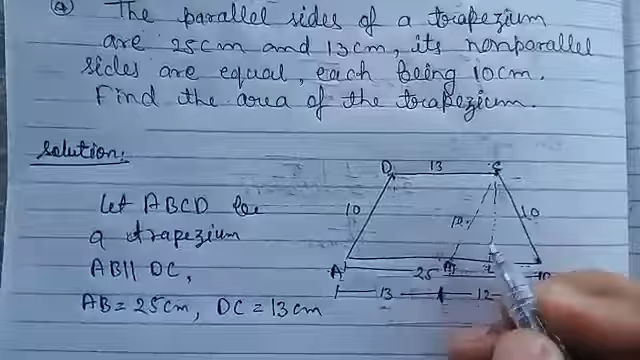 Q The parallel sides of a trapezium
are 25cm and 13cm, its nonparallel
sides are equal, each being 10cm.
Find the area of the trapezium.
Solution:
D 13 C
Let ABCD be
a trapezium
10 10 10
AB || DC,
A 25 M L B
AB = 25cm, DC = 13cm
13 12